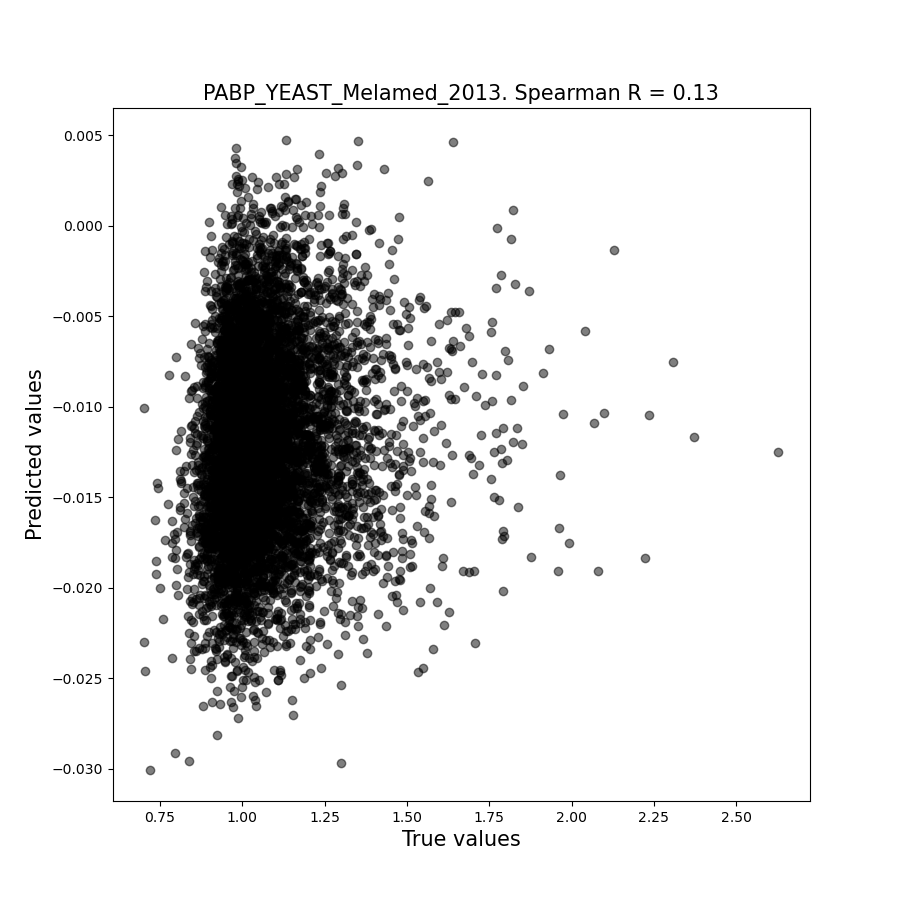 PABP_YEAST_Melamed_2013. Spearman R = 0.13
Predicted values
0.005
0.000
−0.005
−0.010
−0.015
−0.020
−0.025
−0.030
0.75 1.00 1.25 1.50 1.75 2.00 2.25 2.50
True values